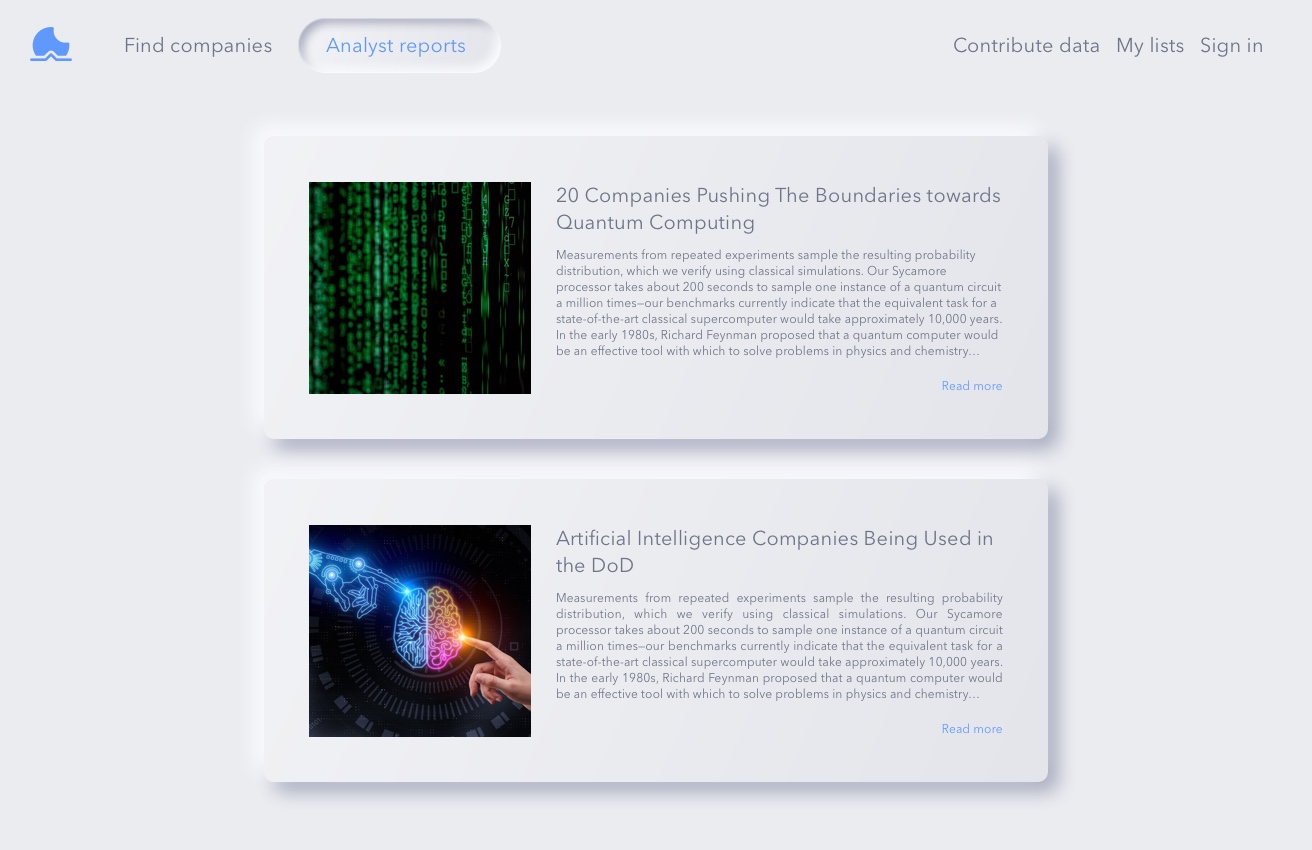 Find companies
Analyst reports
Contribute data
My lists
Sign in
20 Companies Pushing The Boundaries towards
Quantum Computing
Measurements from repeated experiments sample the resulting probability
distribution, which we verify using classical simulations. Our Sycamore
processor takes about 200 seconds to sample one instance of a quantum circuit
a million times—our benchmarks currently indicate that the equivalent task for a
state-of-the-art classical supercomputer would take approximately 10,000 years.
In the early 1980s, Richard Feynman proposed that a quantum computer would
be an effective tool with which to solve problems in physics and chemistry...
Read more
Artificial Intelligence Companies Being Used in
the DoD
Measurements from repeated experiments sample the resulting probability
distribution, which we verify using classical simulations. Our Sycamore
processor takes about 200 seconds to sample one instance of a quantum circuit
a million times—our benchmarks currently indicate that the equivalent task for a
state-of-the-art classical supercomputer would take approximately 10,000 years.
In the early 1980s, Richard Feynman proposed that a quantum computer would
be an effective tool with which to solve problems in physics and chemistry...
Read more